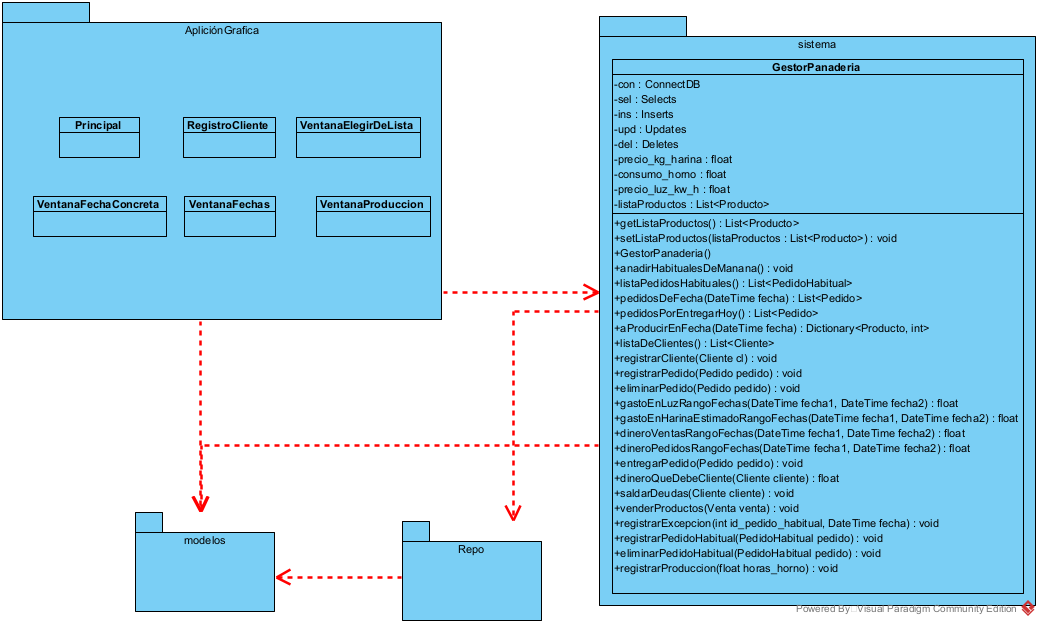 AplicíónGrafica
Principal
RegistroCliente
VentanaElegirDeLista
VentanaFechaConcreta
VentanaFechas
VentanaProduccion
sistema
GestorPanaderia
-con : ConnectDB
-sel : Selects
-ins : Inserts
-upd : Updates
-del : Deletes
-precio_kg_harina : float
-consumo_horno : float
-precio_luz_kw_h : float
-listaProductos : List<Producto>
+getListaProductos() : List<Producto>
+setListaProductos(listaProductos : List<Producto>) : void
+GestorPanaderia()
+anadirHabitualesDeManana() : void
+listaPedidosHabituales() : List<PedidoHabitual>
+pedidosDeFecha(DateTime fecha) : List<Pedido>
+pedidosPorEntregarHoy() : List<Pedido>
+aProducirEnFecha(DateTime fecha) : Dictionary<Producto, int>
+listaDeClientes() : List<Cliente>
+registrarCliente(Cliente cl) : void
+registrarPedido(Pedido pedido) : void
+eliminarPedido(Pedido pedido) : void
+gastoEnLuzRangoFechas(DateTime fecha1, DateTime fecha2) : float
+gastoEnHarinaEstimadoRangoFechas(DateTime fecha1, DateTime fecha2) : float
+dineroVentasRangoFechas(DateTime fecha1, DateTime fecha2) : float
+dineroPedidosRangoFechas(DateTime fecha1, DateTime fecha2) : float
+entregarPedido(Pedido pedido) : void
+dineroQueDebeCliente(Cliente cliente) : float
+saldarDeudas(Cliente cliente) : void
+venderProductos(Venta venta) : void
+registrarExcepcion(int id_pedido_habitual, DateTime fecha) : void
+registrarPedidoHabitual(PedidoHabitual pedido) : void
+eliminarPedidoHabitual(PedidoHabitual pedido) : void
+registrarProduccion(float horas_horno) : void
modelos
Repo
Powered By Visual Paradigm Community Edition